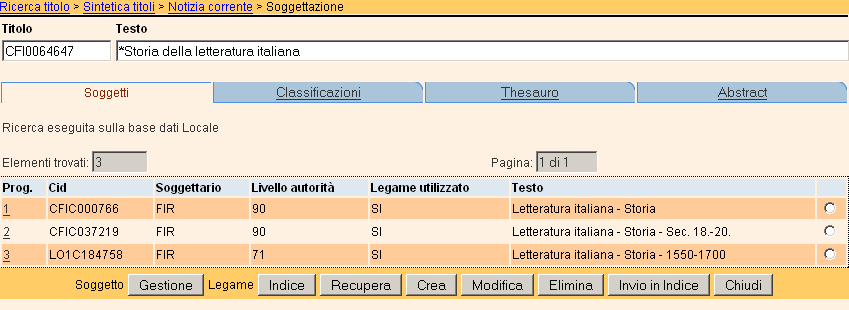 Ricerca titolo > Sintetica titoli > Notizia corrente > Soggettazione
Titolo Testo
CFI0064647 *Storia della letteratura italiana
Soggetti Classificazioni Thesauro Abstract
Ricerca eseguita sulla base dati Locale
Elementi trovati: 3 Pagina: 1 di 1
Prog. Cid Soggettario Livello autorità Legame utilizzato Testo
1 CFIC000766 FIR 90 SI Letteratura italiana - Storia
2 CFIC037219 FIR 90 SI Letteratura italiana - Storia - Sec. 18.-20.
3 LO1C184758 FIR 71 SI Letteratura italiana - Storia - 1550-1700
Soggetto Gestione Legame Indice Recupera Crea Modifica Elimina Invio in Indice Chiudi